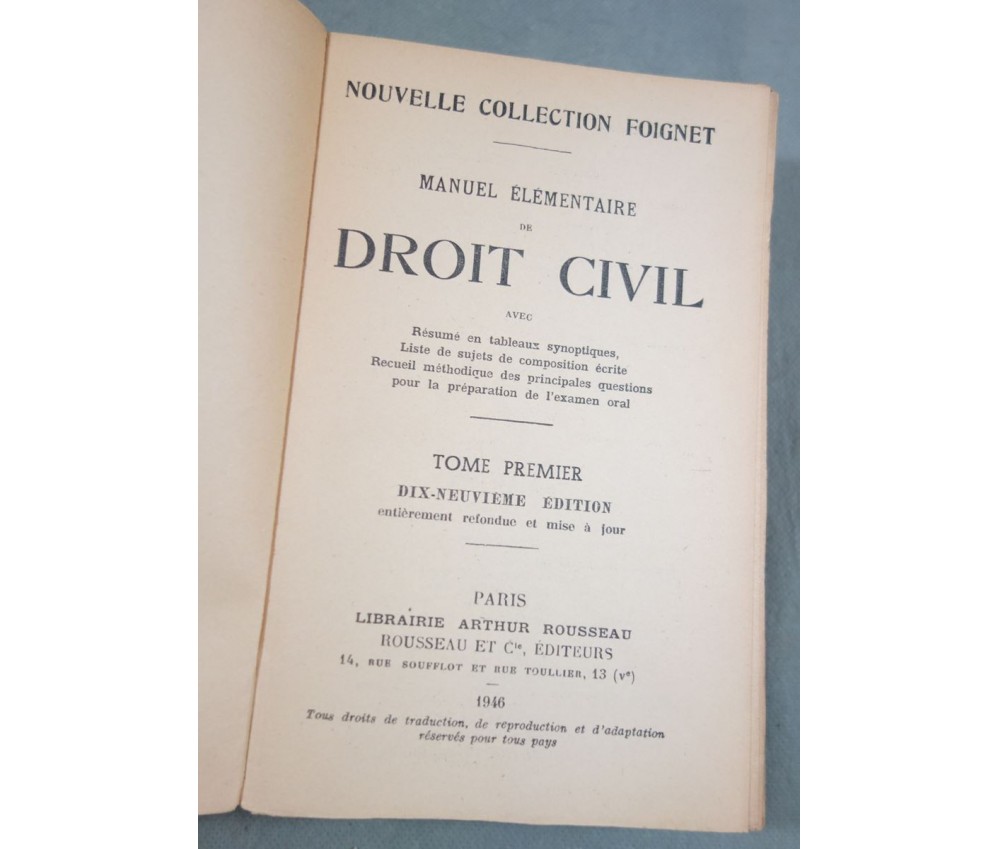 NOUVELLE COLLECTION FOIGNET
MANUEL ÉLÉMENTAIRE
DE
DROIT CIVIL
AVEC
Résumé en tableaux synoptiques,
Liste de sujets de composition écrite
Recueil méthodique des principales questions
pour la préparation de l'examen oral
TOME PREMIER
DIX-NEUVIÈME ÉDITION
entièrement refondue et mise à jour
PARIS
LIBRAIRIE ARTHUR ROUSSEAU
ROUSSEAU ET Cie, ÉDITEURS
14, RUE SOUFFLOT ET RUE TOULLIER, 13 (Ve)
1946
Tous droits de traduction, de reproduction et d'adaptation
réservés pour tous pays